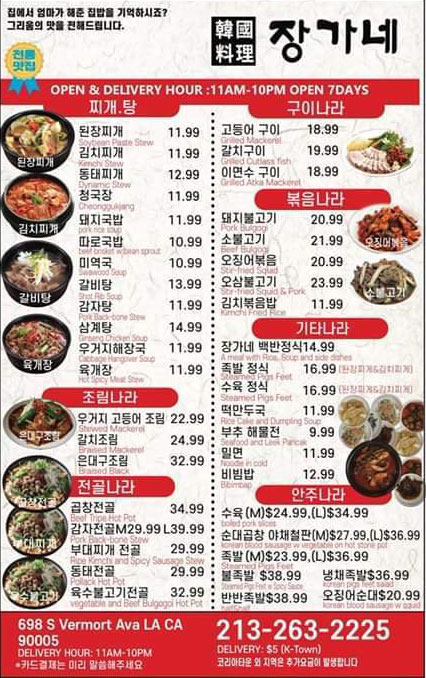 집에서 엄마가 해준 집밥을 기억하시죠?
그리움의 맛을 전해드립니다.
전통
맛집
韓國
料理
장가네
OPEN & DELIVERY HOUR :11AM-10PM OPEN 7DAYS
찌개.탕
된장찌개 11.99
Soybean Paste Stew
김치찌개 11.99
Kimchi Stew
동태찌개 12.99
Dynamic Stew
청국장 11.99
Cheonggukjang
돼지국밥 11.99
pork rice soup
따로국밥 10.99
beef brisket w.bean sprout
미역국 10.99
Seaweed Soup
갈비탕 13.99
Shot Rib Soup
감자탕 11.99
Pork Back-bone Stew
삼계탕 14.99
Ginseng Chicken Soup
우거지해장국 11.99
Cabbage Hangover Soup
육개장 11.99
Hot Spicy Meat Stew
된장찌개
김치찌개
갈비탕
육개장
조림나라
우거지 고등어 조림 22.99
Stewed Mackerel
갈치조림 24.99
Braised Mackerel
은대구조림 32.99
Braised Black
은대구조림
전골나라
곱창전골 34.99
Beef Tripe Hot Pot
감자전골 M29.99 L39.99
Pork Back-bone Stew
부대찌개 전골 29.99
Ripe Kimchi and Spicy Sausage Stew
동태전골 29.99
Pollack Hot Pot
육수불고기전골 32.99
vegetable and Beef Bulgogi Hot Pot
곱창전골
부대찌개
육수불고기
구이나라
고등어 구이 18.99
Grilled Mackerel
갈치구이 19.99
Grilled Cutlass fish
이면수 구이 18.99
Grilled Atka Mackerel
볶음나라
돼지불고기 20.99
Pork Bulgogi
소불고기 21.99
Beef Bulgogi
오징어볶음 20.99
Stir-fried Squid
오삼불고기 23.99
Stir-fried Squid & Pork
김치볶음밥 11.99
Kimchi Fried Rice
오징어볶음
소불고기
기타나라
장가네 백반정식14.99
A meal with Rice, Soup and side dishes
족발 정식 16.99 (된장찌개&김치찌개)
Steamed Pigs Feet
수육 정식 16.99 (된장찌개&김치찌개)
Steamed Pigs Feet
떡만두국 11.99
Rice Cake and Dumpling Soup
부추 해물전 9.99
Seafood and Leek Pancak
밀면 11.99
Noodle in cold
비빔밥 12.99
Bibimbap
안주나라
수육 (M)$24.99,(L)$34.99
boiled pork slices
순대곱창 야채철판(M)$27.99, (L)$36.99
korean blood sausage w vegetable on hot stone pot
족발 (M)$23.99,(L)$36.99
Steamed Pigs Feet
불족발 $38.99 냉채족발$36.99
Steamed Pig Feet w Spicy Sauce korean pigs feet salad
반반족발$38.99 오징어순대$20.99
half&half korean blood sausage w gguid
698 S Vermort Ava LA CA
90005
DELIVERY HOUR: 11AM-10PM
*카드결제는 미리 말씀해주세요
213-263-2225
DELIVERY: $5 (K-Town)
코리아타운 외 지역은 추가요금이 발생합니다